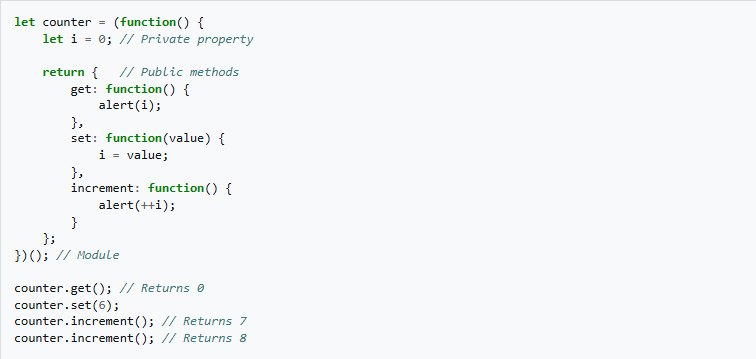 let counter = (function() {
    let i = 0; // Private property

    return {   // Public methods
        get: function() {
            alert(i);
        },
        set: function(value) {
            i = value;
        },
        increment: function() {
            alert(++i);
        }
    };
})(); // Module

counter.get(); // Returns 0
counter.set(6);
counter.increment(); // Returns 7
counter.increment(); // Returns 8